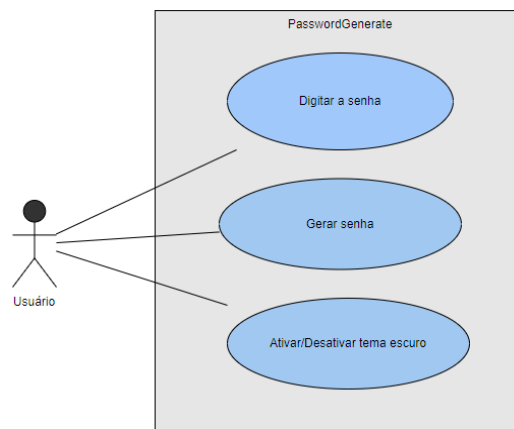 PasswordGenerate
Digitar a senha
Gerar senha
Usuário
Ativar/Desativar tema escuro